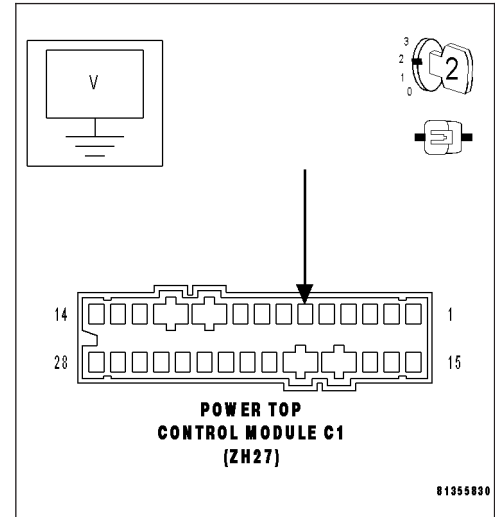 V
3
2
1
0
2
14
1
28
15
POWER TOP
CONTROL MODULE C1
(ZH27)
81355830